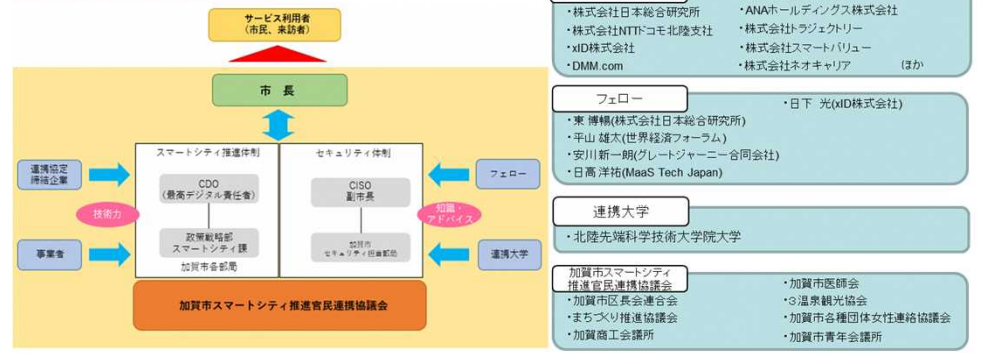 サービス利用者
(市民、来訪者)
市 長
スマートシティ推進体制
セキュリティ体制
CDO
(最高デジタル責任者)
CISO
副市長
政策戦略部
スマートシティ課
加賀市
セキュリティ担当部局
加賀市各部局
連携協定
締結企業
技術力
事業者
フェロー
知識・
アドバイス
連携大学
加賀市スマートシティ推進官民連携協議会
・株式会社日本総合研究所
・株式会社NTTドコモ北陸支社
・xID株式会社
・DMM.com
・ANAホールディングス株式会社
・株式会社トラジェクトリー
・株式会社スマートバリュー
・株式会社ネオキャリア ほか
フェロー
・日下 光(xID株式会社)
・東 博暢(株式会社日本総合研究所)
・平山 雄太(世界経済フォーラム)
・安川 新一朗(グレートジャーニー合同会社)
・日高 洋祐(MaaS Tech Japan)
連携大学
・北陸先端科学技術大学院大学
加賀市スマートシティ
推進官民連携協議会
・加賀市区長会連合会
・まちづくり推進協議会
・加賀商工会議所
・加賀市医師会
・3温泉観光協会
・加賀市各種団体女性連絡協議会
・加賀市青年会議所